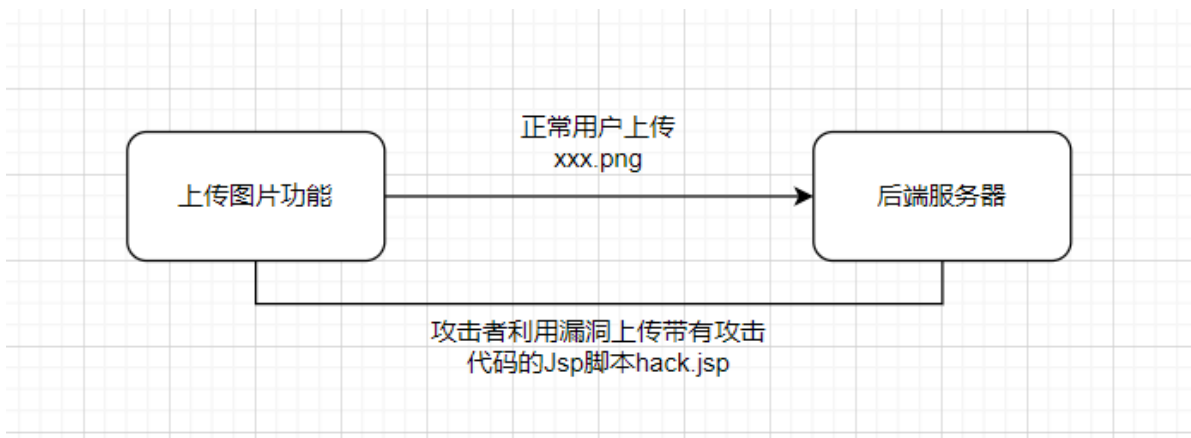 正常用户上传
xxx.png
上传图片功能
后端服务器
攻击者利用漏洞上传带有攻击
代码的Jsp脚本hack.jsp